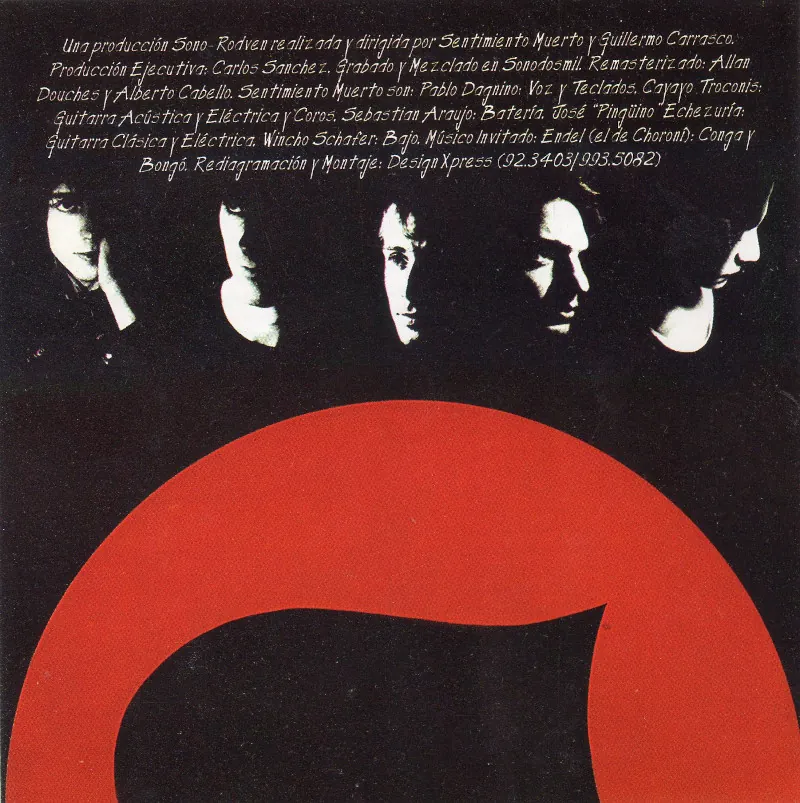 Una producción Sono-Rodven realizada y dirigida por Sentimiento Muerto y Guillermo Carrasco.
Producción Ejecutiva: Carlos Sanchez. Grabado y Mezclado en Sonodosmil. Remasterizado: Allan
Douches y Alberto Cabello. Sentimiento Muerto son: Pablo Dagnino: Voz y Teclados. Cayayo Troconis:
Guitarra Acústica y Eléctrica y Coros. Sebastian Araujo: Batería. José "Pingüino" Echezuría:
Guitarra Clásica y Eléctrica. Wincho Schafer: Bajo. Músico Invitado: Endel (el de Choroní): Conga y
Bongó. Rediagramación y Montaje: Design Xpress (92.3403/993.5082)